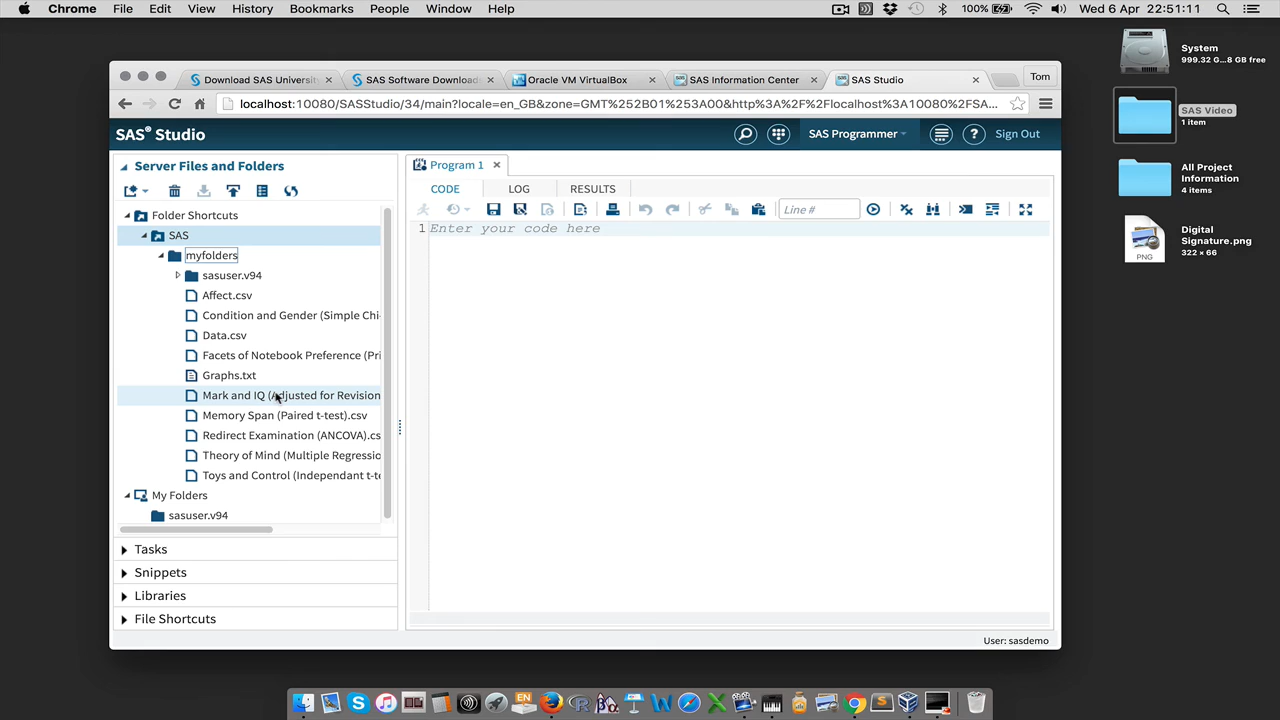 Chrome File Edit View History Bookmarks People Window Help 100% Wed 6 Apr 22:51:11
System
999.32 G...8 GB free
SAS Video
1 item
All Project
Information
4 items
Digital
Signature.png
322 × 66
PNG
Download SAS Universit
SAS Software Download
Oracle VM VirtualBox
SAS Information Center
SAS Studio
Tom
localhost:10080/SASStudio/34/main?locale=en_GB&zone=GMT%252B01%253A00&http%3A%2F%2Flocalhost%3A10080%2FSA...
SAS® Studio
SAS Programmer
Sign Out
Server Files and Folders
Folder Shortcuts
SAS
myfolders
sasuser.v94
Affect.csv
Condition and Gender (Simple Chi-
Data.csv
Facets of Notebook Preference (Pri
Graphs.txt
Mark and IQ (Adjusted for Revision
Memory Span (Paired t-test).csv
Redirect Examination (ANCOVA).cs
Theory of Mind (Multiple Regressio
Toys and Control (Independant t-te
My Folders
sasuser.v94
Tasks
Snippets
Libraries
File Shortcuts
Program 1
CODE LOG RESULTS
Line #
1 Enter your code here
User: sasdemo